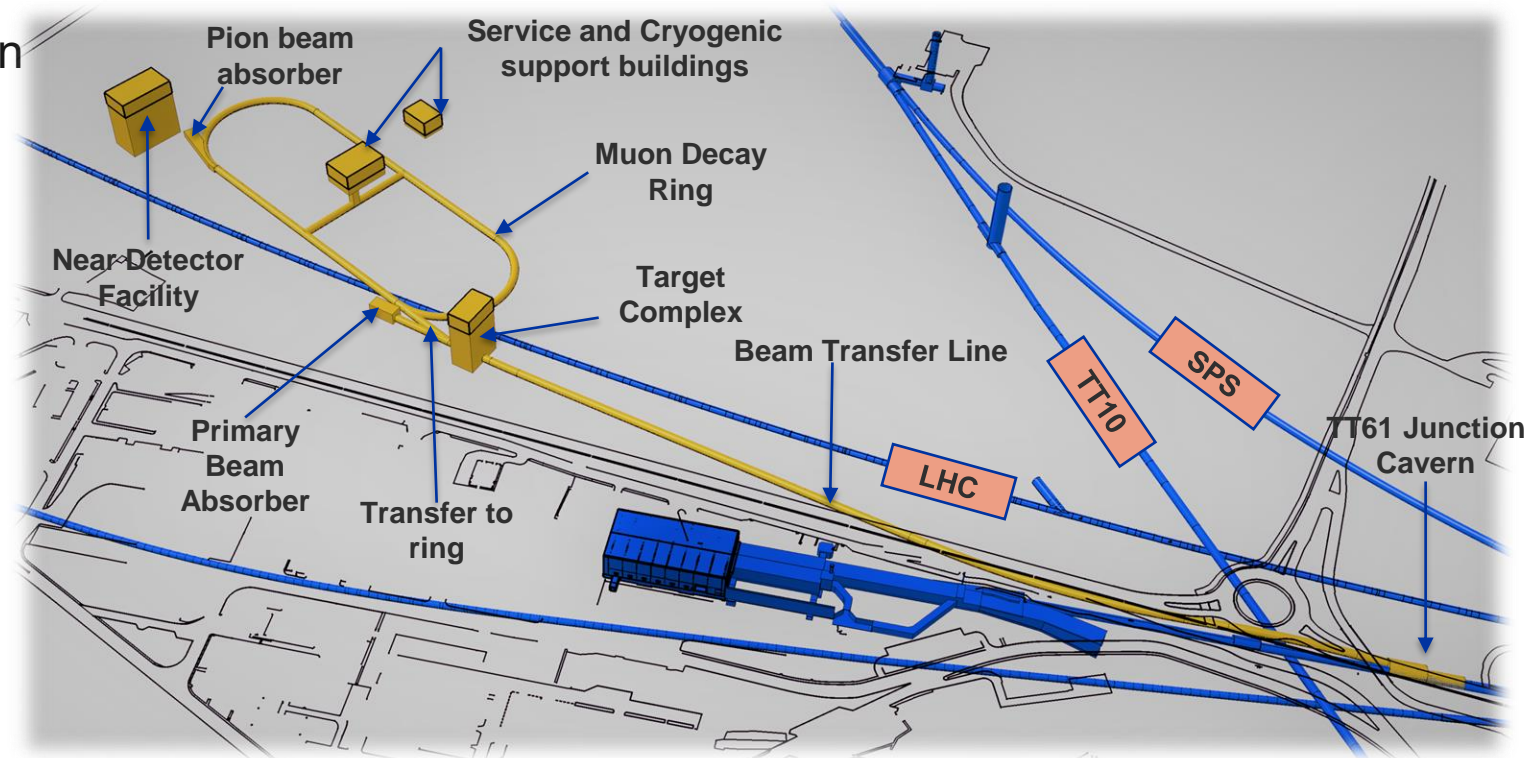 n
Pion beam
absorber
Service and Cryogenic
support buildings
Muon Decay
Ring
Near Detector
Facility
Target
Complex
Beam Transfer Line
SPS
TT10
LHC
TT61 Junction
Cavern
Primary
Beam
Absorber
Transfer to
ring